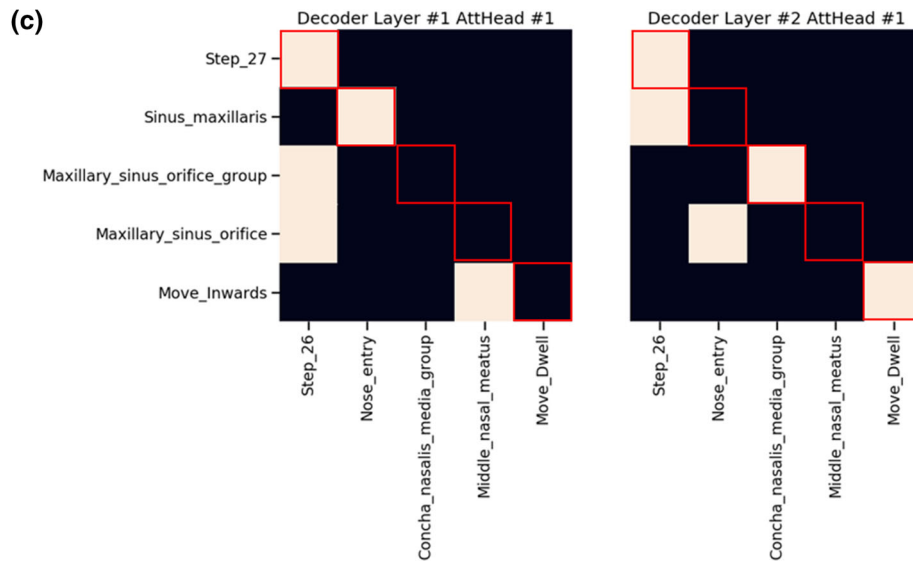 (c)
Decoder Layer #1 AttHead #1
Decoder Layer #2 AttHead #1
Step_27
Sinus_maxillaris
Maxillary_sinus_orifice_group
Maxillary_sinus_orifice
Move_Inwards
Step_26
Nose_entry
Concha_nasalis_media_group
Middle_nasal_meatus
Move_Dwell
Step_26
Nose_entry
Concha_nasalis_media_group
Middle_nasal_meatus
Move_Dwell